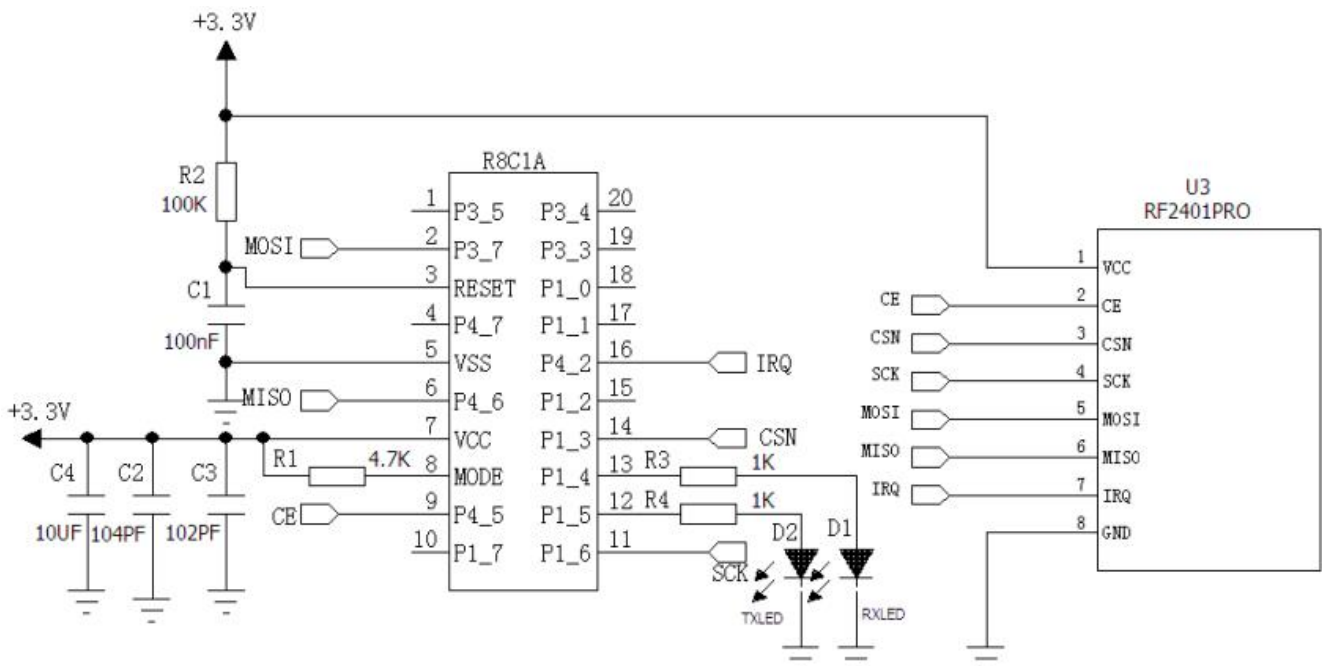 +3.3V
R8C1A
R2
100K
U3
RF2401PRO
1 P3_5 P3_4 20
MOSI 2 P3_7 P3_3 19
3 RESET P1_0 18
C1
100nF
4 P4_7 P1_1 17
5 VSS P4_2 16 IRQ
MISO 6 P4_6 P1_2 15
+3.3V
7 VCC P1_3 14 CSN
R1 4.7K 8 MODE P1_4 13 R3 1K
CE 9 P4_5 P1_5 12 R4 1K
10 P1_7 P1_6 11 SCK
C4 C2 C3
10UF 104PF 102PF
D2 D1
TXLED RXLED
1 VCC
CE 2 CE
CSN 3 CSN
SCK 4 SCK
MOSI 5 MOSI
MISO 6 MISO
IRQ 7 IRQ
8 GND